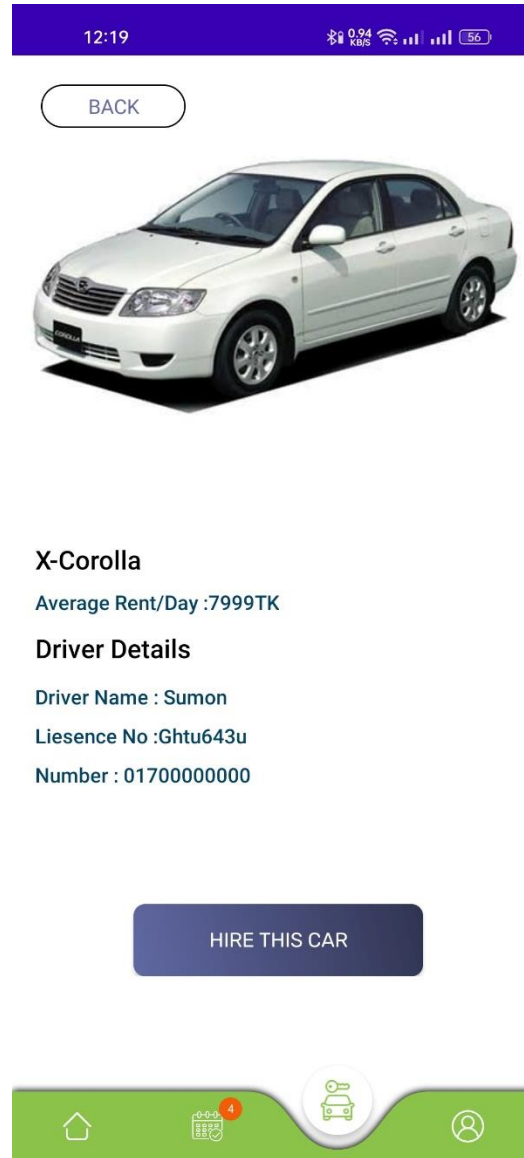 12:19
0.94
KB/S
56
BACK
COROLLA
X-Corolla
Average Rent/Day :7999TK
Driver Details
Driver Name : Sumon
Liesence No :Ghtu643u
Number : 01700000000
HIRE THIS CAR
4